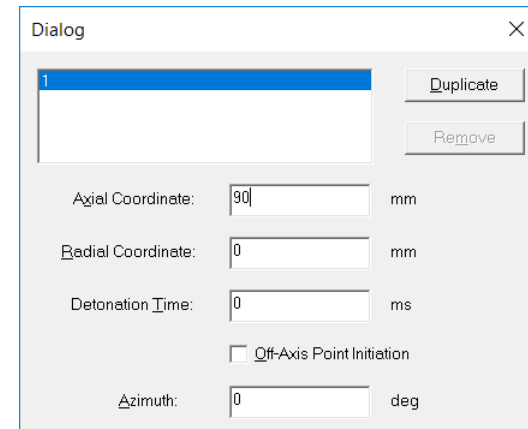 Dialog
1
Duplicate
Remove
Axial Coordinate: 90 mm
Radial Coordinate: 0 mm
Detonation Time: 0 ms
Off-Axis Point Initiation
Azimuth: 0 deg